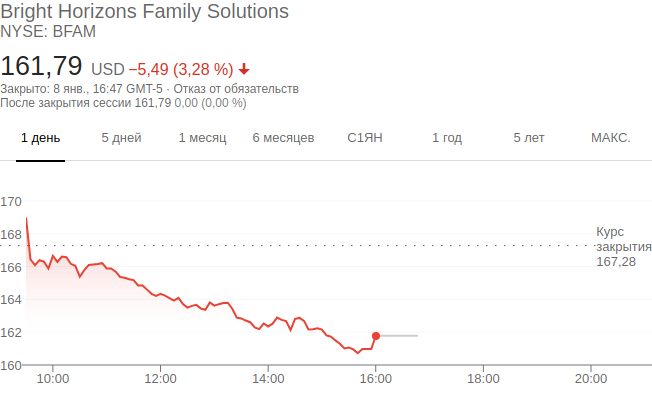 Bright Horizons Family Solutions
NYSE: BFAM
161,79 USD −5,49 (3,28 %)
Закрыто: 8 янв., 16:47 GMT-5 · Отказ от обязательств
После закрытия сессии 161,79 0,00 (0,00 %)
1 день 5 дней 1 месяц 6 месяцев С1ЯН 1 год 5 лет МАКС.
170
168
166
164
162
160
Курс
закрытия
167,28
10:00 12:00 14:00 16:00 18:00 20:00